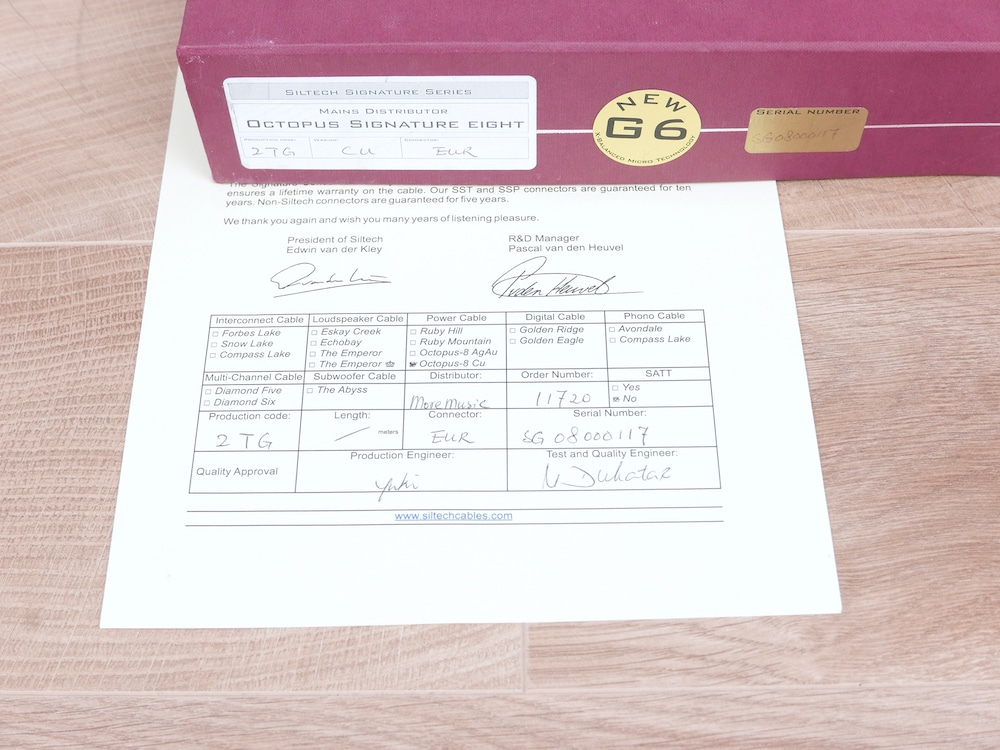 SILTECH SIGNATURE SERIES
MAINS DISTRIBUTOR
OCTOPUS SIGNATURE EIGHT
2TG CU EUR
NEW
G6
X-BALANCED MICRO TECHNOLOGY
SERIAL NUMBER
SG08000117
The Signature
ensures a lifetime warranty on the cable. Our SST and SSP connectors are guaranteed for ten
years. Non-Siltech connectors are guaranteed for five years.
We thank you again and wish you many years of listening pleasure.
President of Siltech
Edwin van der Kley
R&D Manager
Pascal van den Heuvel
Interconnect Cable Loudspeaker Cable Power Cable Digital Cable Phono Cable
Forbes Lake Eskay Creek Ruby Hill Golden Ridge Avondale
Snow Lake Echobay Ruby Mountain Golden Eagle Compass Lake
Compass Lake The Emperor Octopus-8 AgAu
The Emperor Octopus-8 Cu
Multi-Channel Cable Subwoofer Cable Distributor: Order Number: SATT
Diamond Five The Abyss Yes
Diamond Six More Music 11720 No
Production code: Length: Connector: Serial Number:
2 TG meters EUR SG 08000117
Production Engineer: Test and Quality Engineer:
Quality Approval
www.siltechcables.com